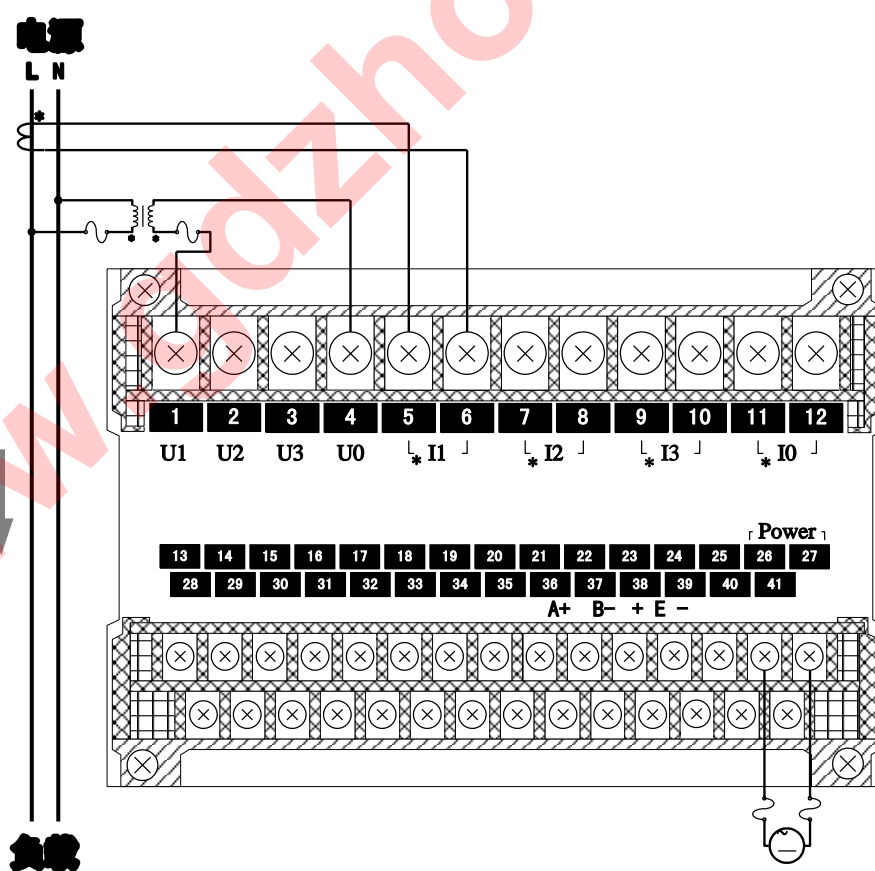 电源
L N
*
1 2 3 4 5 6 7 8 9 10 11 12
U1 U2 U3 U0 * I1 * I2 * I3 * I0
Power
13 14 15 16 17 18 19 20 21 22 23 24 25 26 27
28 29 30 31 32 33 34 35 36 37 38 39 40 41
A+ B- + E -
负载
w.gdzho